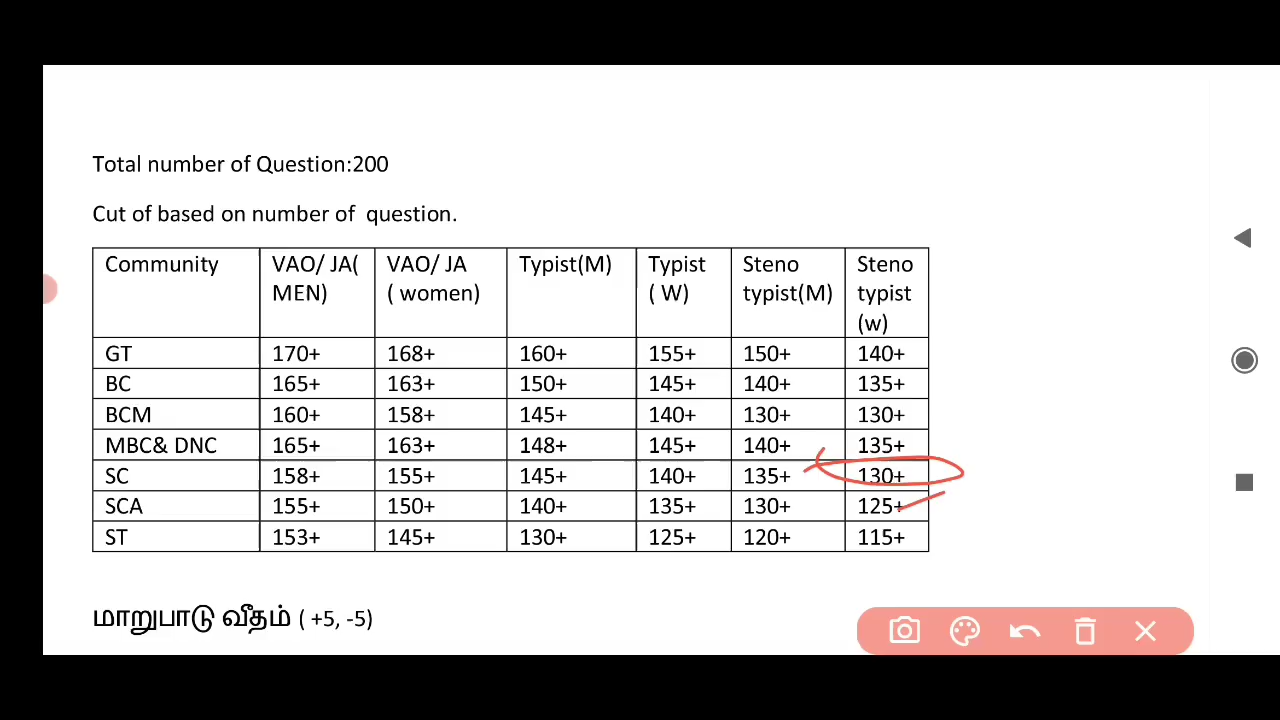 Total number of Question:200
Cut of based on number of question.
Community VAO/ JA( MEN) VAO/ JA ( women) Typist(M) Typist ( W) Steno typist(M) Steno typist (w)
GT 170+ 168+ 160+ 155+ 150+ 140+
BC 165+ 163+ 150+ 145+ 140+ 135+
BCM 160+ 158+ 145+ 140+ 130+ 130+
MBC& DNC 165+ 163+ 148+ 145+ 140+ 135+
SC 158+ 155+ 145+ 140+ 135+ 130+
SCA 155+ 150+ 140+ 135+ 130+ 125+
ST 153+ 145+ 130+ 125+ 120+ 115+
மாறுபாடு வீதம் ( +5, -5)